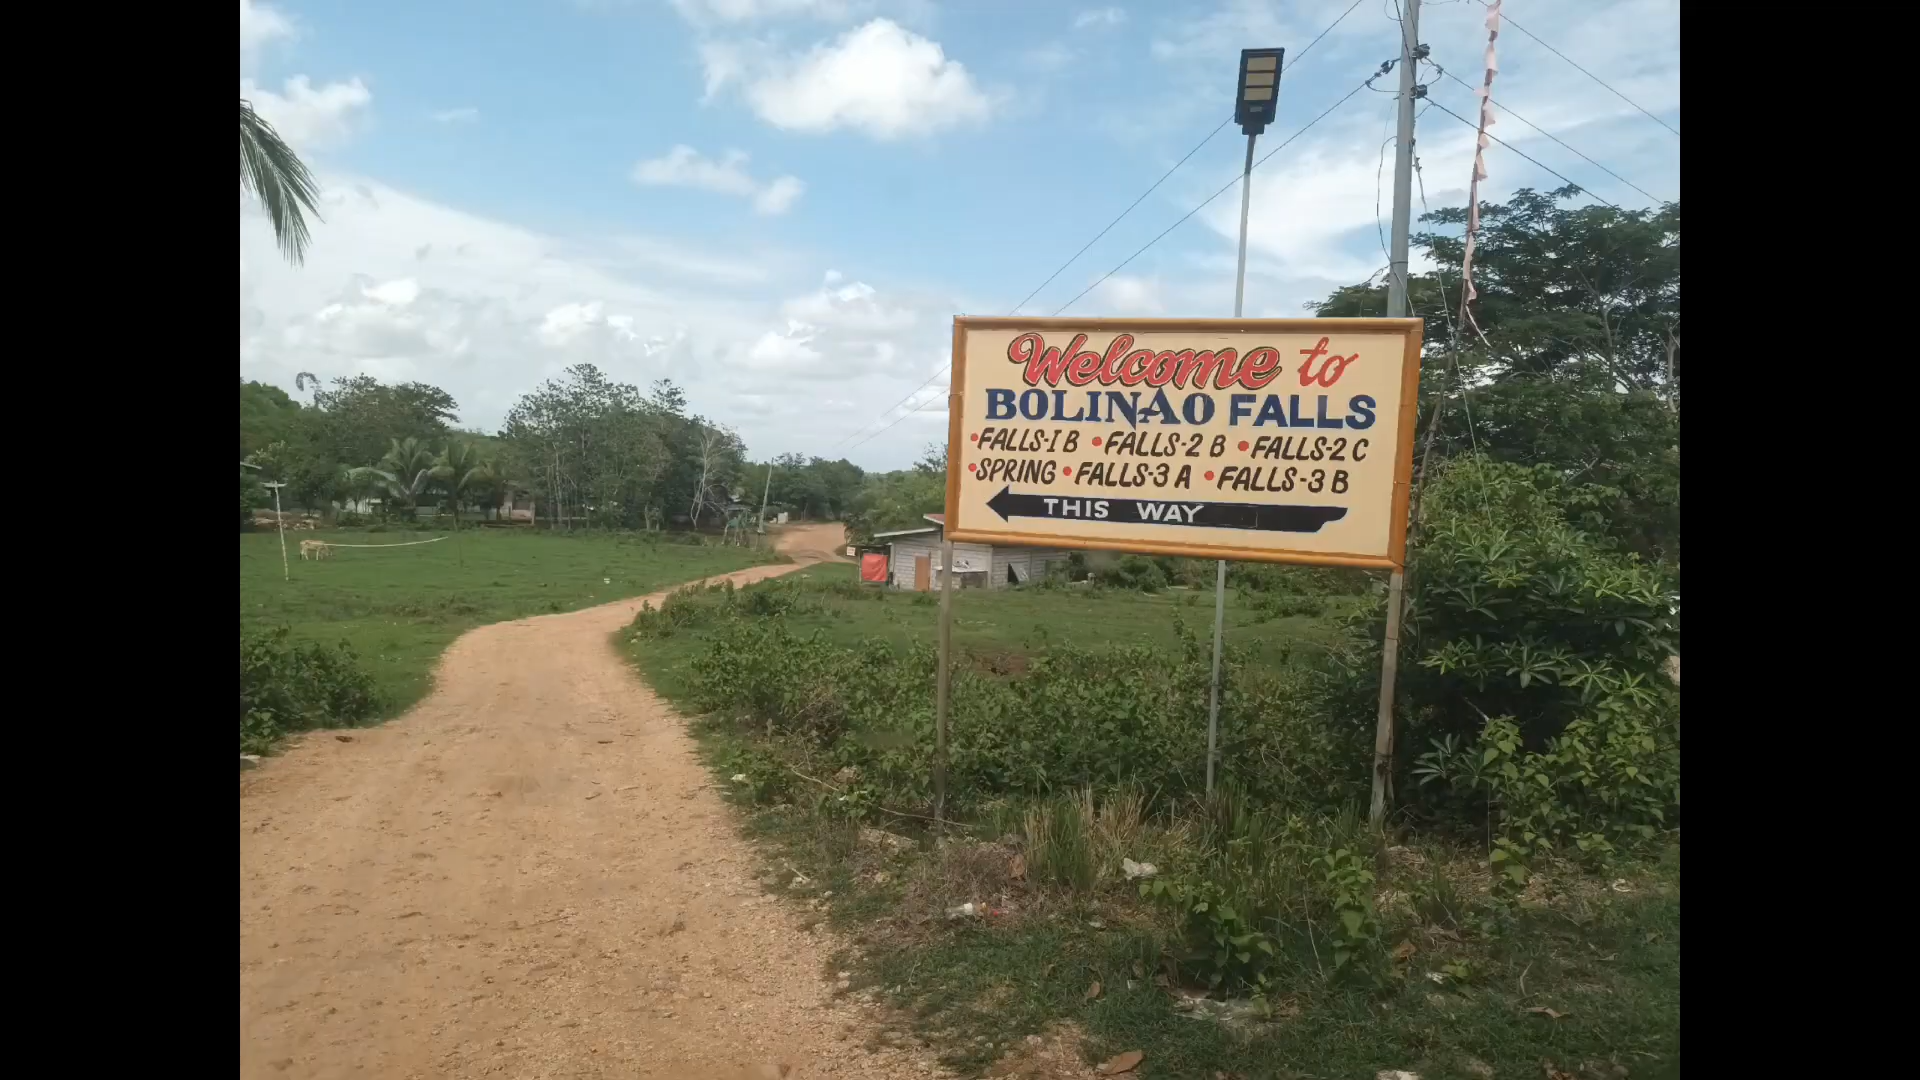 Welcome to
BOLINAO FALLS
•FALLS-1 B •FALLS-2 B •FALLS-2 C
•SPRING •FALLS-3 A •FALLS-3 B
THIS WAY